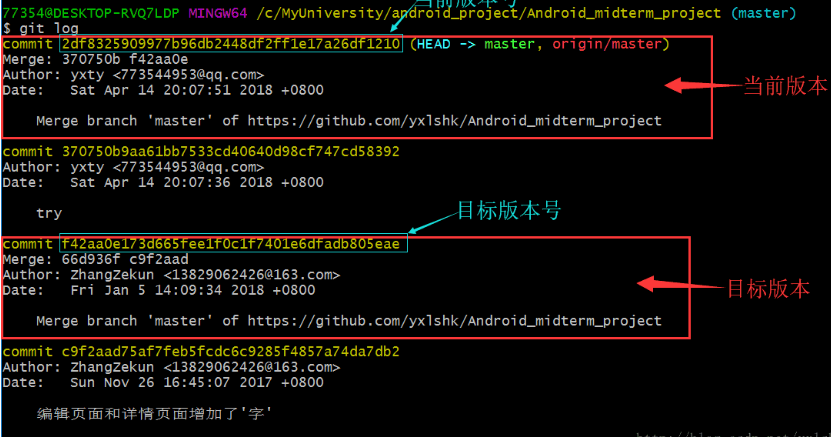 当前版本号
77354@DESKTOP-RVQ7LDP MINGW64 /c/MyUniversity/android_project/Android_midterm_project (master)
$ git log
commit 2df8325909977b96db2448df2ff1e17a26df1210 (HEAD -> master, origin/master)
Merge: 370750b f42aa0e
Author: yxty <773544953@qq.com>
Date: Sat Apr 14 20:07:51 2018 +0800
当前版本
Merge branch 'master' of https://github.com/yxlshk/Android_midterm_project
commit 370750b9aa61bb7533cd40640d98cf747cd58392
Author: yxty <773544953@qq.com>
Date: Sat Apr 14 20:07:36 2018 +0800
try
目标版本号
commit f42aa0e173d665fee1f0c1f7401e6dfadb805eae
Merge: 66d936f c9f2aad
Author: ZhangZekun <13829062426@163.com>
Date: Fri Jan 5 14:09:34 2018 +0800
目标版本
Merge branch 'master' of https://github.com/yxlshk/Android_midterm_project
commit c9f2aad75af7feb5fcdc6c9285f4857a74da7db2
Author: ZhangZekun <13829062426@163.com>
Date: Sun Nov 26 16:45:07 2017 +0800
编辑页面和详情页面增加了'字'